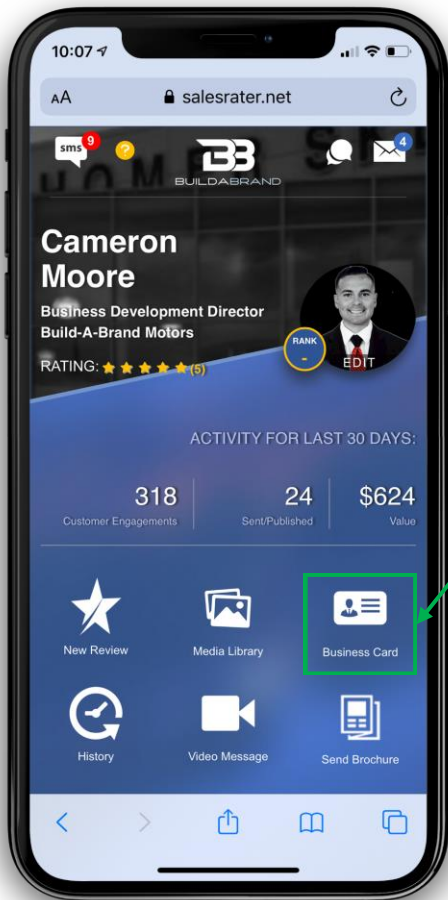 10:07
AA salesrater.net
sms 9 ? 4
BUILDABRAND
Cameron
Moore
Business Development Director
Build-A-Brand Motors
RANK
-
RATING: (5)
EDIT
ACTIVITY FOR LAST 30 DAYS:
318 24 $624
Customer Engagements Sent/Published Value
New Review Media Library Business Card
History Video Message Send Brochure